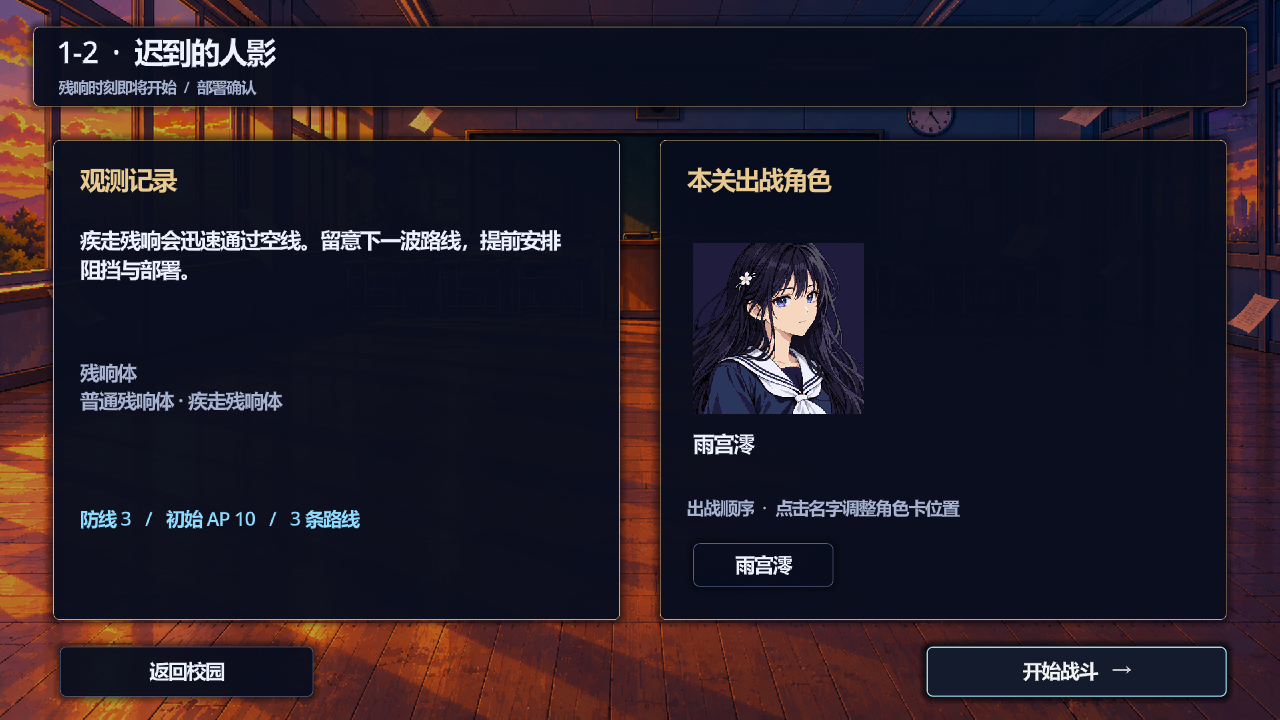 1-2 · 迟到的人影
残响时刻即将开始 / 部署确认
观测记录
疾走残响会迅速通过空线。留意下一波路线，提前安排
阻挡与部署。
残响体
普通残响体 · 疾走残响体
防线 3 / 初始 AP 10 / 3 条路线
本关出战角色
雨宫澪
出战顺序 · 点击名字调整角色卡位置
雨宫澪
返回校园
开始战斗 →